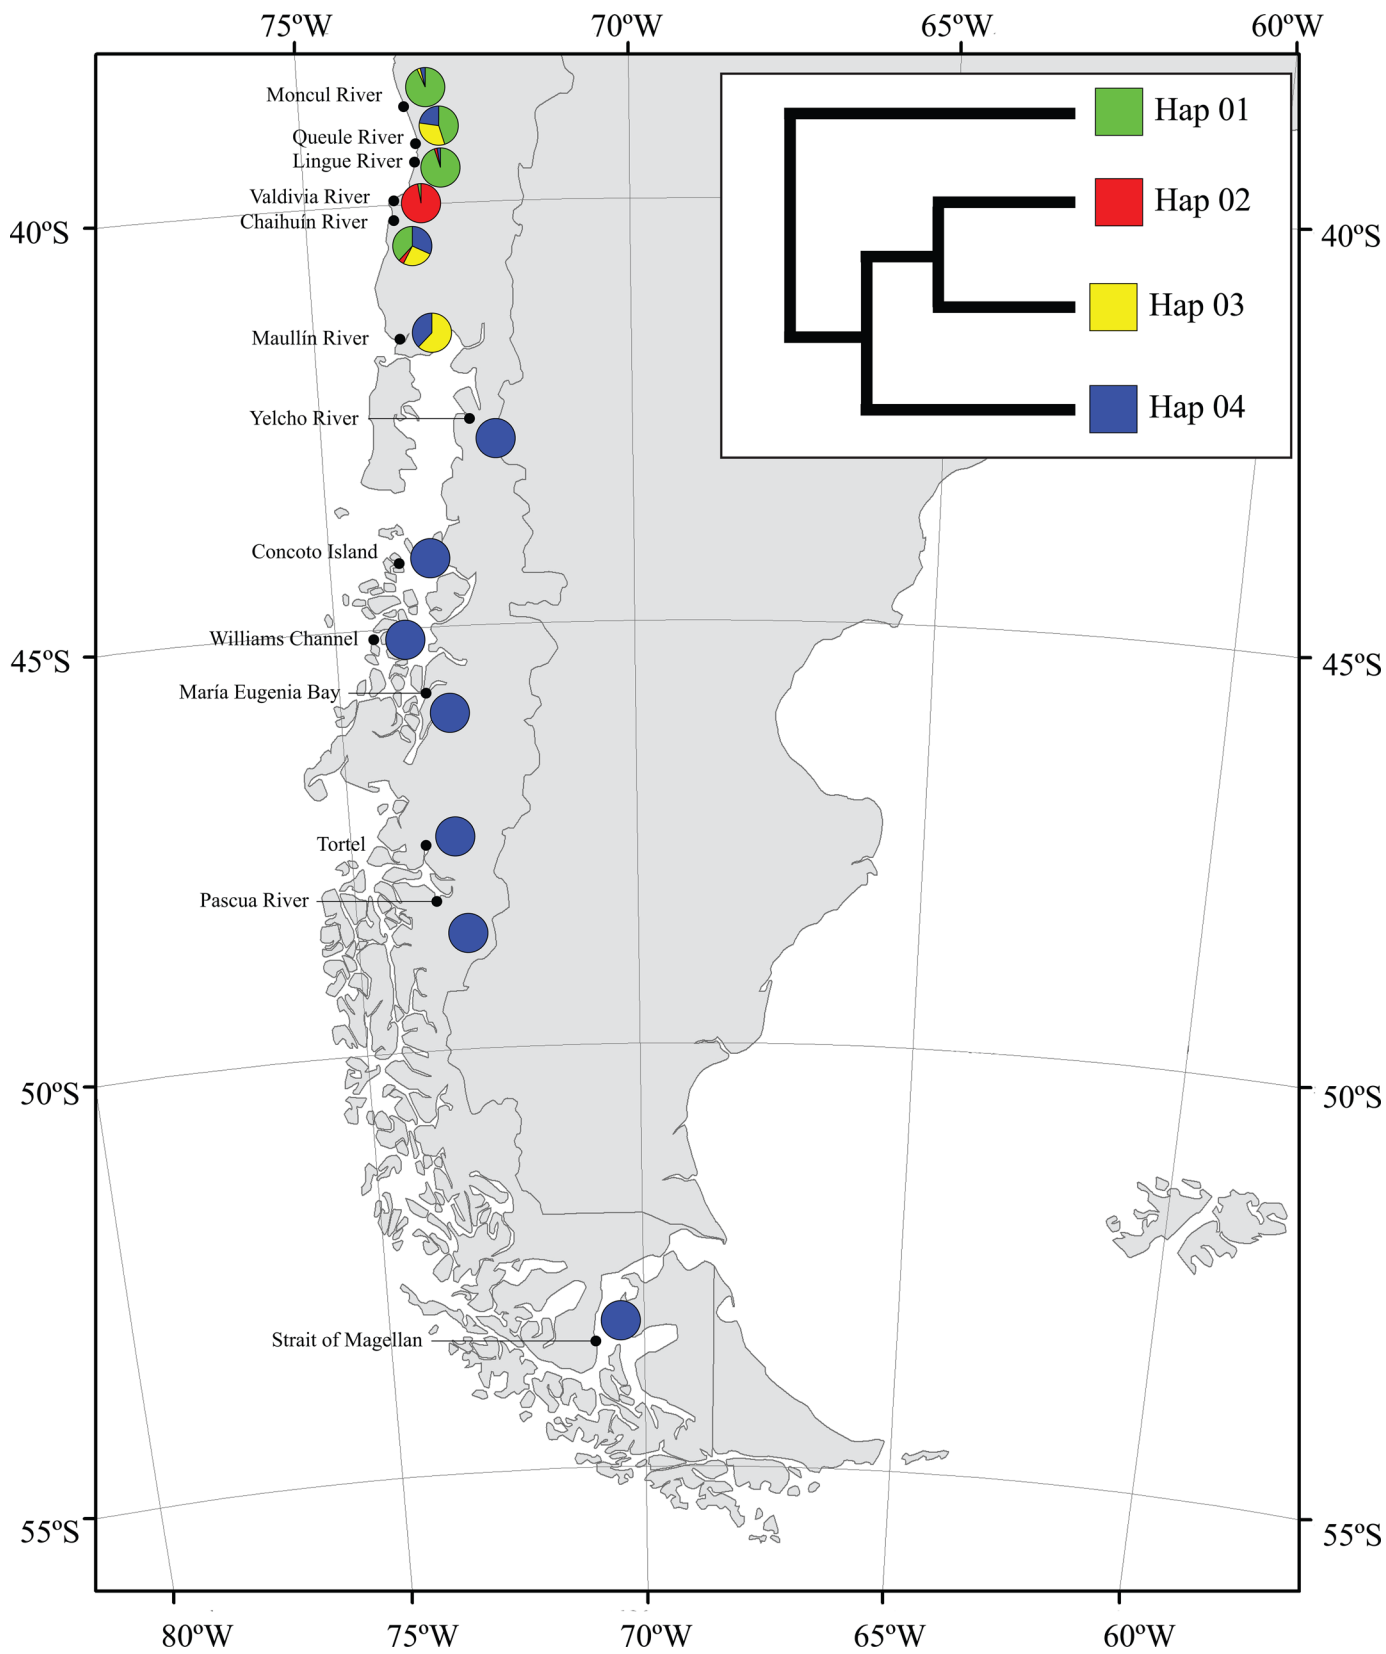 75ºW 70ºW 65ºW 60ºW
Moncul River
Queule River
Lingue River
Valdivia River
Chaihuín River
Maullín River
Yelcho River
Concoto Island
Williams Channel
María Eugenia Bay
Tortel
Pascua River
Strait of Magellan
Hap 01
Hap 02
Hap 03
Hap 04
40ºS 40ºS
45ºS 45ºS
50ºS 50ºS
55ºS 55ºS
80ºW 75ºW 70ºW 65ºW 60ºW